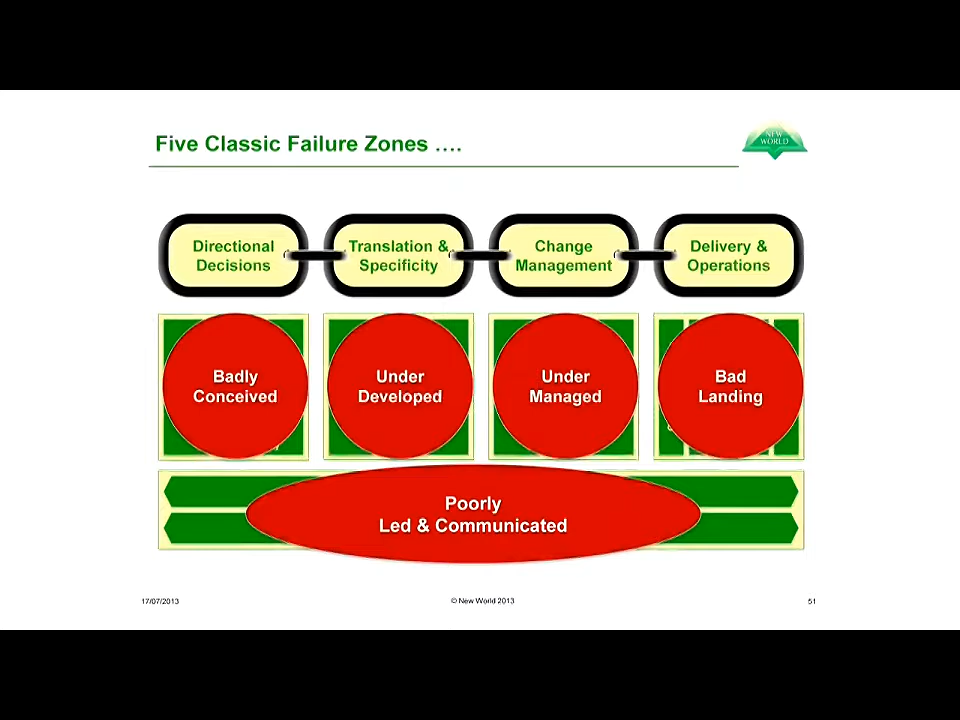 Five Classic Failure Zones ....
NEW
WORLD
Directional
Decisions
Translation &
Specificity
Change
Management
Delivery &
Operations
Badly
Conceived
Under
Developed
Under
Managed
Bad
Landing
Poorly
Led & Communicated
17/07/2013
© New World 2013
51